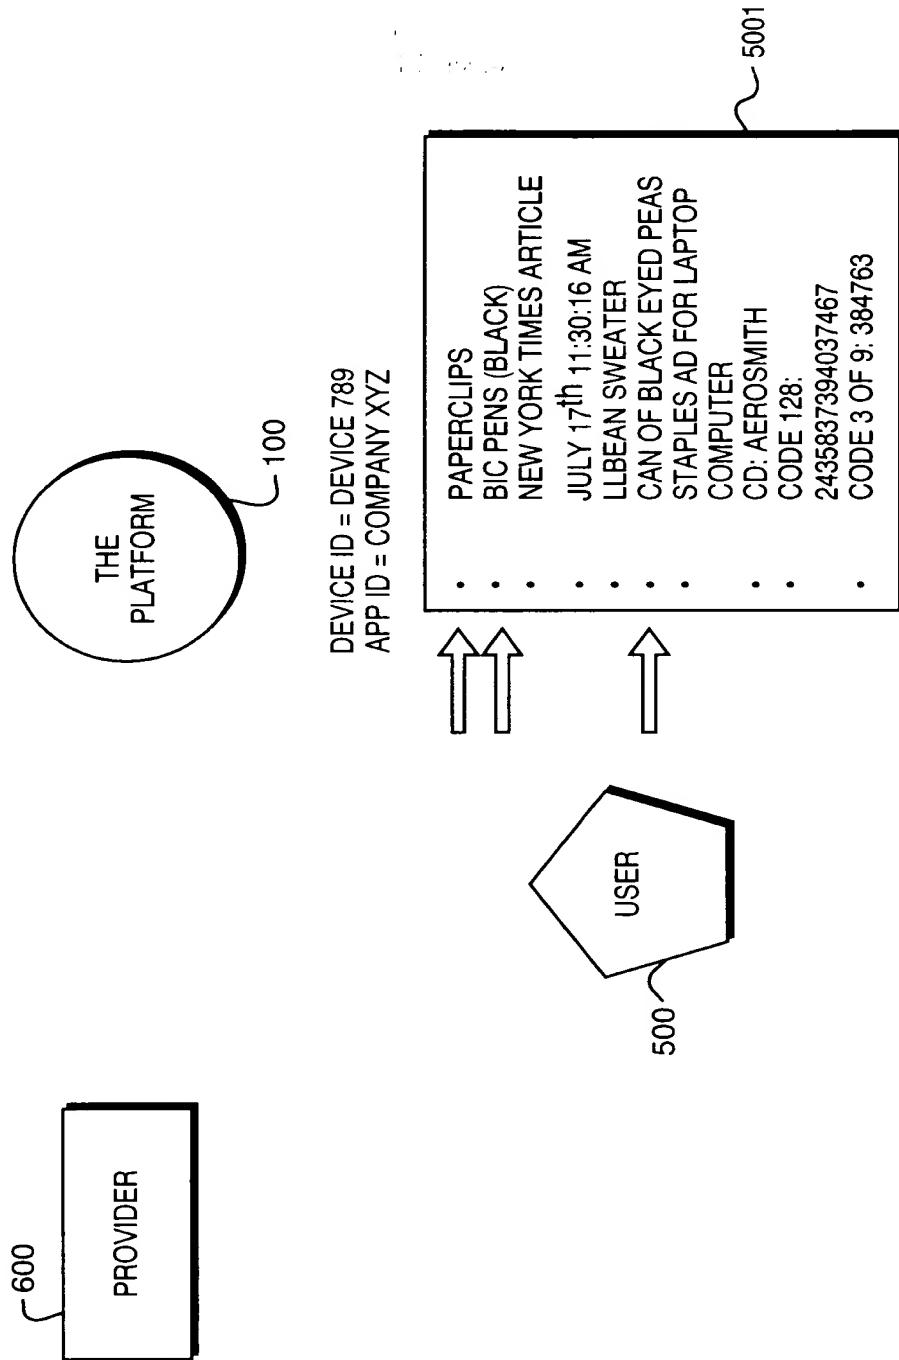 600
PROVIDER
THE
PLATFORM
100
DEVICE ID = DEVICE 789
APP ID = COMPANY XYZ
USER
500
• PAPERCLIPS
• BIC PENS (BLACK)
• NEW YORK TIMES ARTICLE
• JULY 17th 11:30:16 AM
• LLBEAN SWEATER
• CAN OF BLACK EYED PEAS
• STAPLES AD FOR LAPTOP
COMPUTER
• CD: AEROSMITH
• CODE 128:
2435837394037467
• CODE 3 OF 9: 384763
5001